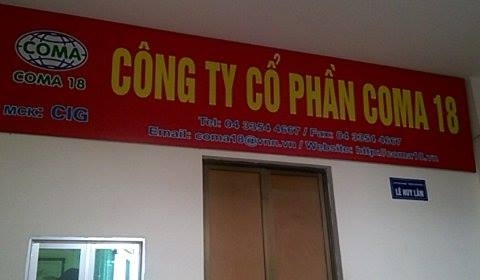 COMA
COMA 18
MCK: CIG
CÔNG TY CỔ PHẦN COMA 18
Tel: 04 3354 4667 / Fax: 04 3354 4667
Email: coma18@vnn.vn / Website: http://coma18.vn
LÊ HUY LÂN